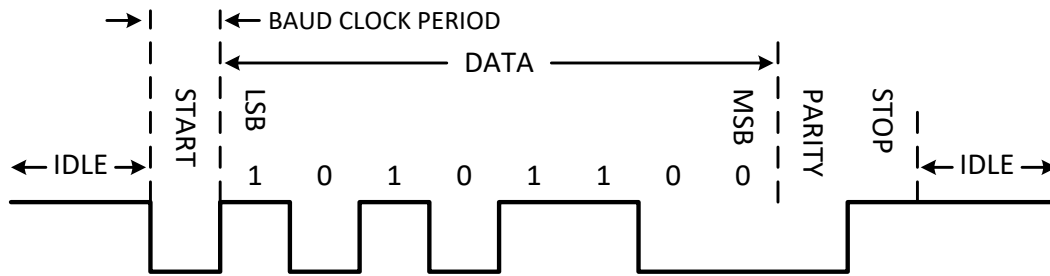 BAUD CLOCK PERIOD
DATA
START
LSB
MSB
PARITY
STOP
IDLE
IDLE
1 0 1 0 1 1 0 0